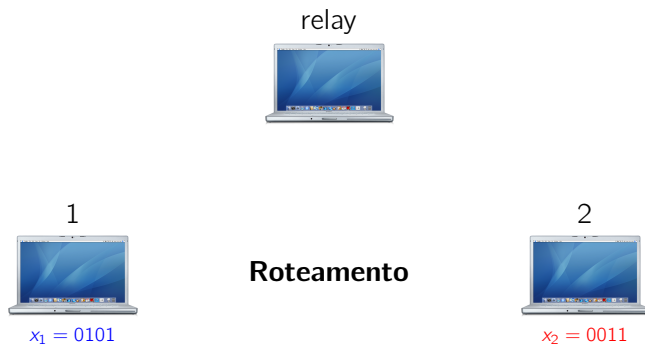 relay
1
2
Roteamento
x₁ = 0101
x₂ = 0011